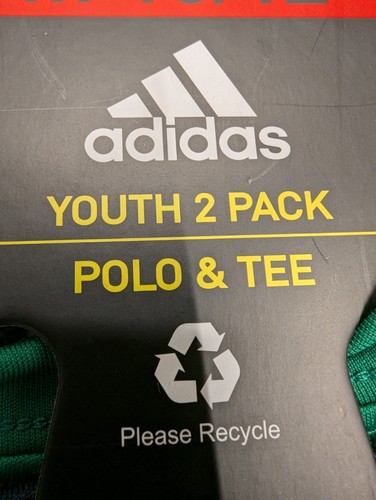 adidas
YOUTH 2 PACK
POLO & TEE
Please Recycle